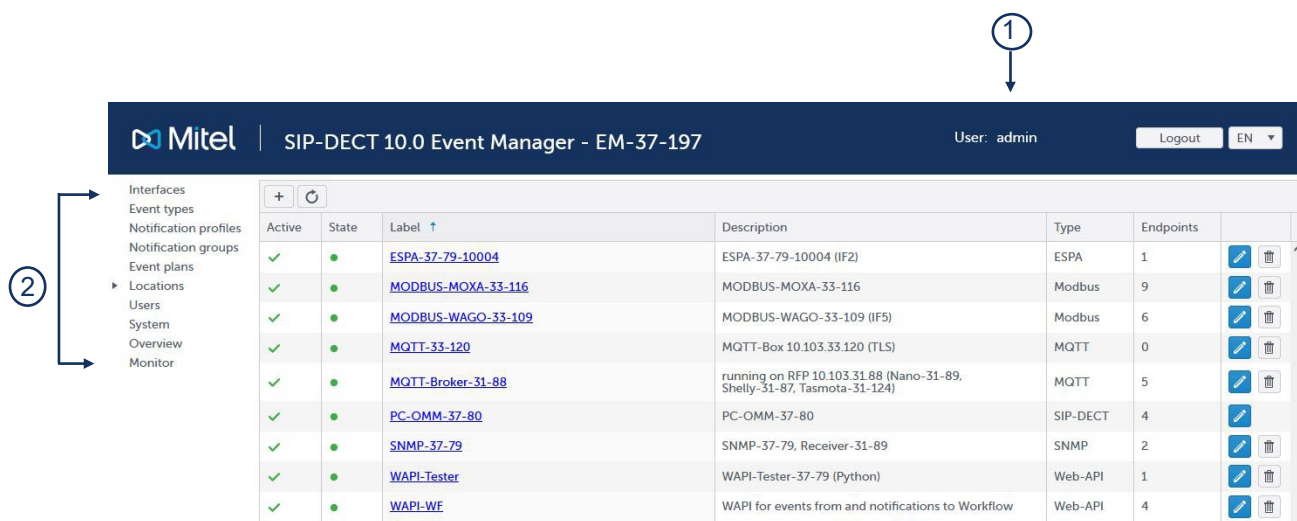 1
Mitel SIP-DECT 10.0 Event Manager - EM-37-197 User: admin Logout EN
2
Interfaces
Event types
Notification profiles
Notification groups
Event plans
Locations
Users
System
Overview
Monitor
+
Active State Label ↑ Description Type Endpoints
ESPA-37-79-10004 ESPA-37-79-10004 (IF2) ESPA 1
MODBUS-MOXA-33-116 MODBUS-MOXA-33-116 Modbus 9
MODBUS-WAGO-33-109 MODBUS-WAGO-33-109 (IF5) Modbus 6
MQTT-33-120 MQTT-Box 10.103.33.120 (TLS) MQTT 0
MQTT-Broker-31-88 running on RFP 10.103.31.88 (Nano-31-89, MQTT 5
Shelly-31-87, Tasmota-31-124)
PC-OMM-37-80 PC-OMM-37-80 SIP-DECT 4
SNMP-37-79 SNMP-37-79, Receiver-31-89 SNMP 2
WAPI-Tester WAPI-Tester-37-79 (Python) Web-API 1
WAPI-WF WAPI for events from and notifications to Workflow Web-API 4